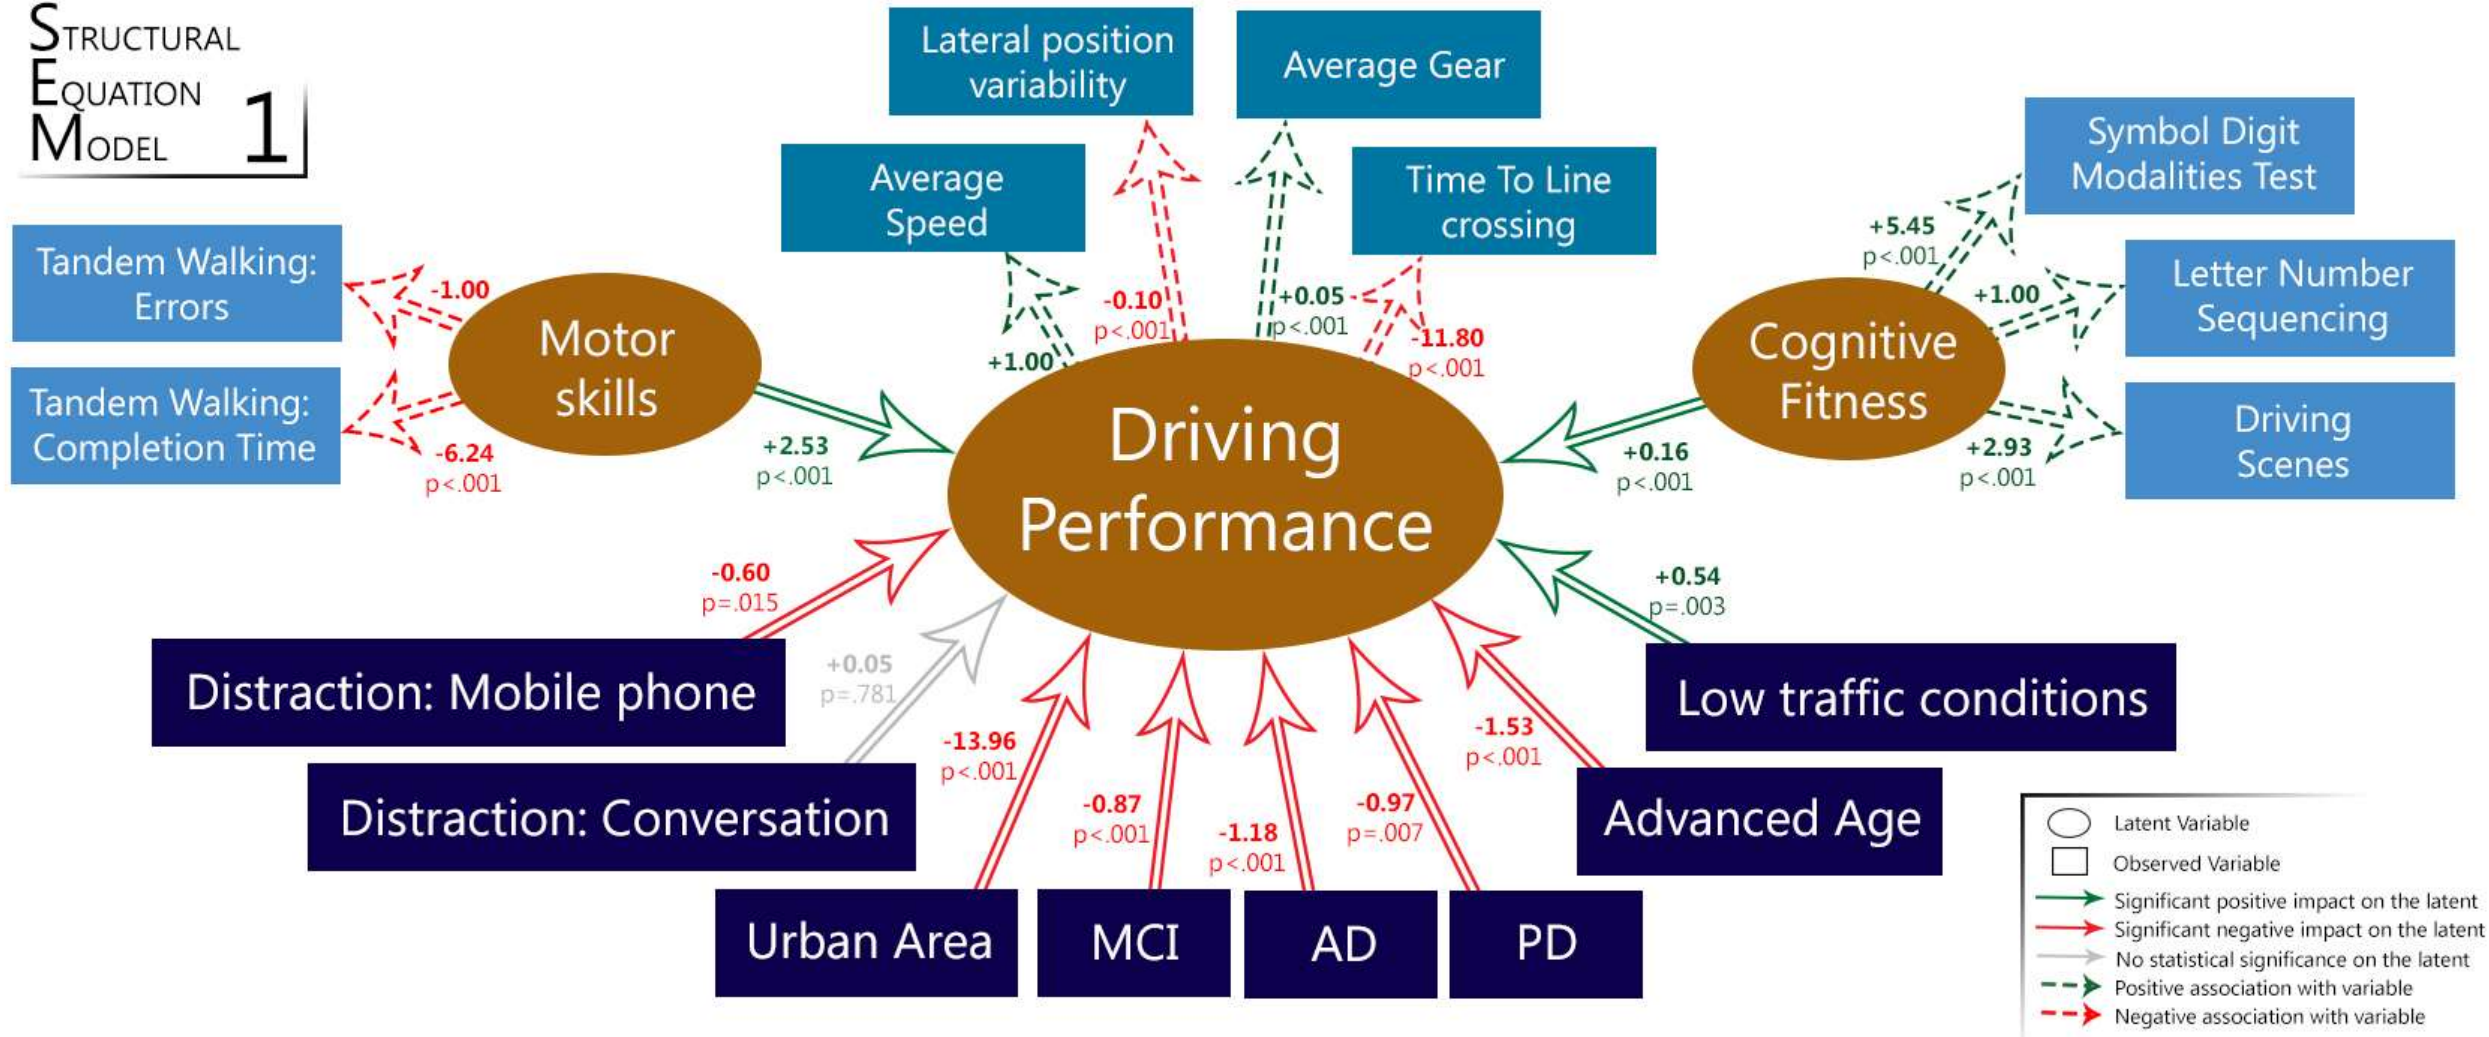 STRUCTURAL
EQUATION
MODEL 1
Lateral position
variability
Average Gear
Average
Speed
Time To Line
crossing
Symbol Digit
Modalities Test
Letter Number
Sequencing
Driving
Scenes
Tandem Walking:
Errors
Tandem Walking:
Completion Time
Motor
skills
Driving
Performance
Cognitive
Fitness
-1.00
-6.24
p<.001
+2.53
p<.001
+1.00
-0.10
p<.001
+0.05
p<.001
-11.80
p<.001
+5.45
p<.001
+1.00
+2.93
p<.001
+0.16
p<.001
-0.60
p=.015
+0.05
p=.781
-13.96
p<.001
-0.87
p<.001
-1.18
p<.001
-0.97
p=.007
-1.53
p<.001
+0.54
p=.003
Distraction: Mobile phone
Distraction: Conversation
Urban Area
MCI
AD
PD
Advanced Age
Low traffic conditions
Latent Variable
Observed Variable
Significant positive impact on the latent
Significant negative impact on the latent
No statistical significance on the latent
Positive association with variable
Negative association with variable